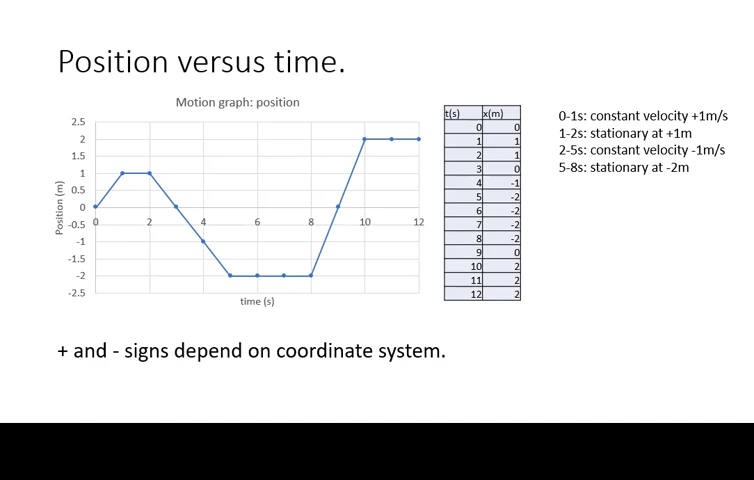 Position versus time.
Motion graph: position
2.5
2
1.5
1
0.5
0
-0.5
-1
-1.5
-2
-2.5
Position (m)
0 2 4 6 8 10 12
time (s)
t(s) x(m)
0 0
1 1
2 1
3 0
4 -1
5 -2
6 -2
7 -2
8 -2
9 0
10 2
11 2
12 2
0-1s: constant velocity +1m/s
1-2s: stationary at +1m
2-5s: constant velocity -1m/s
5-8s: stationary at -2m
+ and - signs depend on coordinate system.